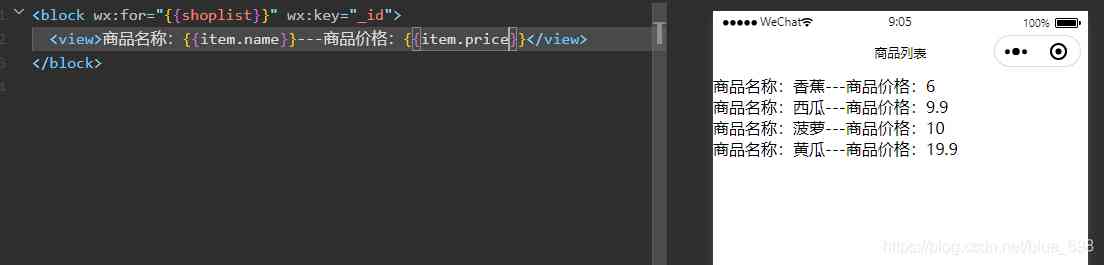 1 <block wx:for="{{shoplist}}" wx:key="_id">
2 <view>商品名称：{{item.name}}---商品价格：{{item.price}}</view>
3 </block>
4
WeChat 9:05 100%
商品列表
商品名称：香蕉---商品价格：6
商品名称：西瓜---商品价格：9.9
商品名称：菠萝---商品价格：10
商品名称：黄瓜---商品价格：19.9
https://blog.csdn.net/blue_593